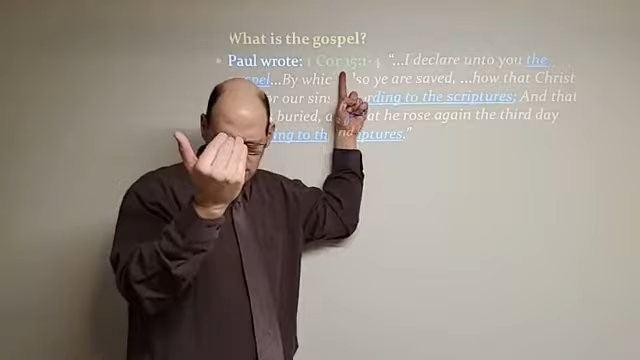 What is the gospel?
Paul wrote: 1 Cor 15:1-4 "...I declare unto you the
...By which also ye are saved, ...how that Christ
for our sins according to the scriptures; And that
buried, he rose again the third day
to the scriptures."